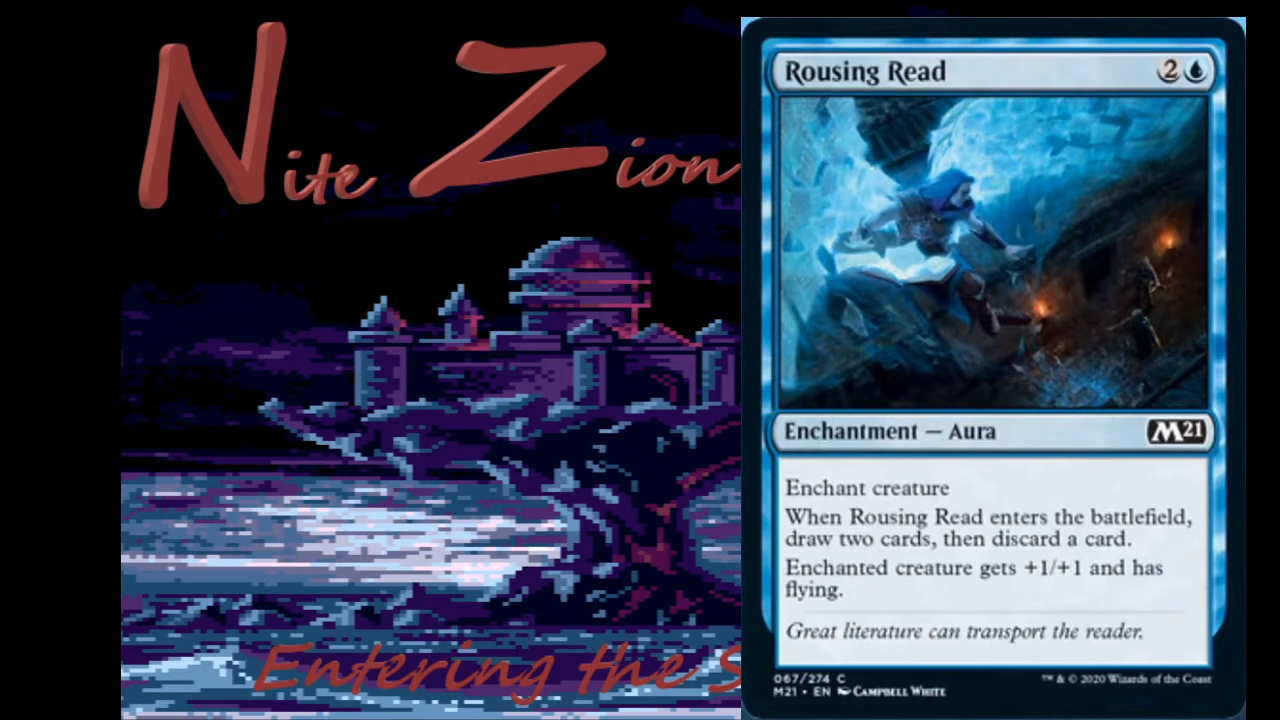 Nite Zion
Entering the S
Rousing Read 2
Enchantment — Aura
M21
Enchant creature
When Rousing Read enters the battlefield,
draw two cards, then discard a card.
Enchanted creature gets +1/+1 and has
flying.
Great literature can transport the reader.
067/274 C
M21 • EN Campbell White
™ & © 2020 Wizards of the Coast